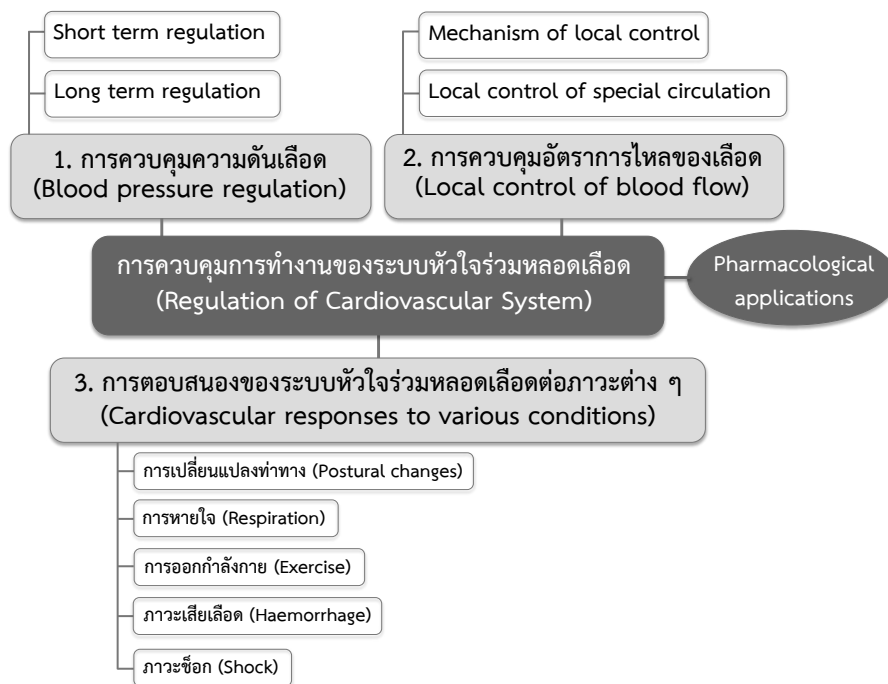 Short term regulation
Long term regulation
1. การควบคุมความดันเลือด
(Blood pressure regulation)
Mechanism of local control
Local control of special circulation
2. การควบคุมอัตราการไหลของเลือด
(Local control of blood flow)
การควบคุมการทำงานของระบบหัวใจร่วมหลอดเลือด
(Regulation of Cardiovascular System)
Pharmacological
applications
3. การตอบสนองของระบบหัวใจร่วมหลอดเลือดต่อภาวะต่าง ๆ
(Cardiovascular responses to various conditions)
การเปลี่ยนแปลงท่าทาง (Postural changes)
การหายใจ (Respiration)
การออกกำลังกาย (Exercise)
ภาวะเสียเลือด (Haemorrhage)
ภาวะช็อก (Shock)